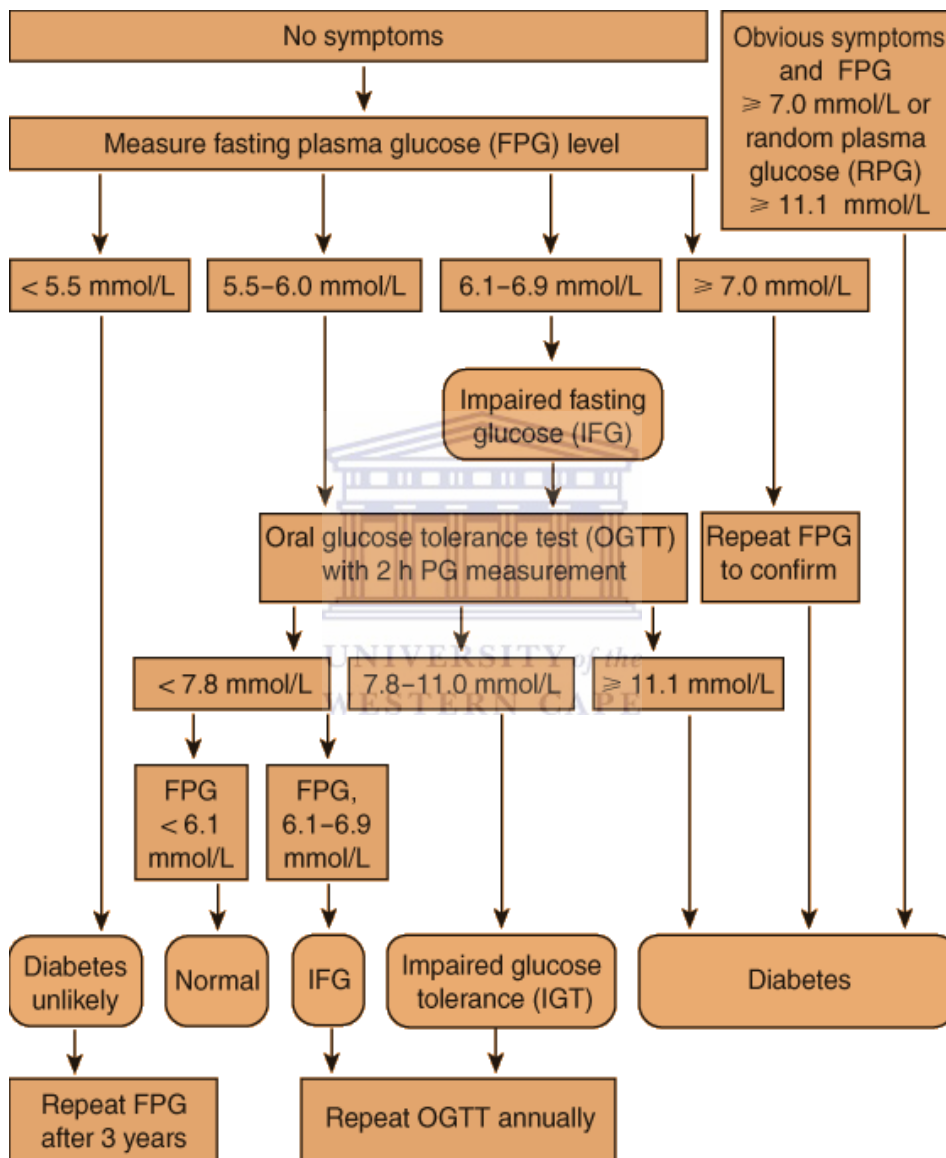 No symptoms
Obvious symptoms
and FPG
⩾ 7.0 mmol/L or
random plasma
glucose (RPG)
⩾ 11.1 mmol/L
Measure fasting plasma glucose (FPG) level
< 5.5 mmol/L
5.5–6.0 mmol/L
6.1–6.9 mmol/L
⩾ 7.0 mmol/L
Impaired fasting
glucose (IFG)
Oral glucose tolerance test (OGTT)
with 2 h PG measurement
Repeat FPG
to confirm
UNIVERSITY of the
WESTERN CAPE
< 7.8 mmol/L
7.8–11.0 mmol/L
⩾ 11.1 mmol/L
FPG
< 6.1
mmol/L
FPG,
6.1–6.9
mmol/L
Diabetes
unlikely
Normal
IFG
Impaired glucose
tolerance (IGT)
Diabetes
Repeat FPG
after 3 years
Repeat OGTT annually